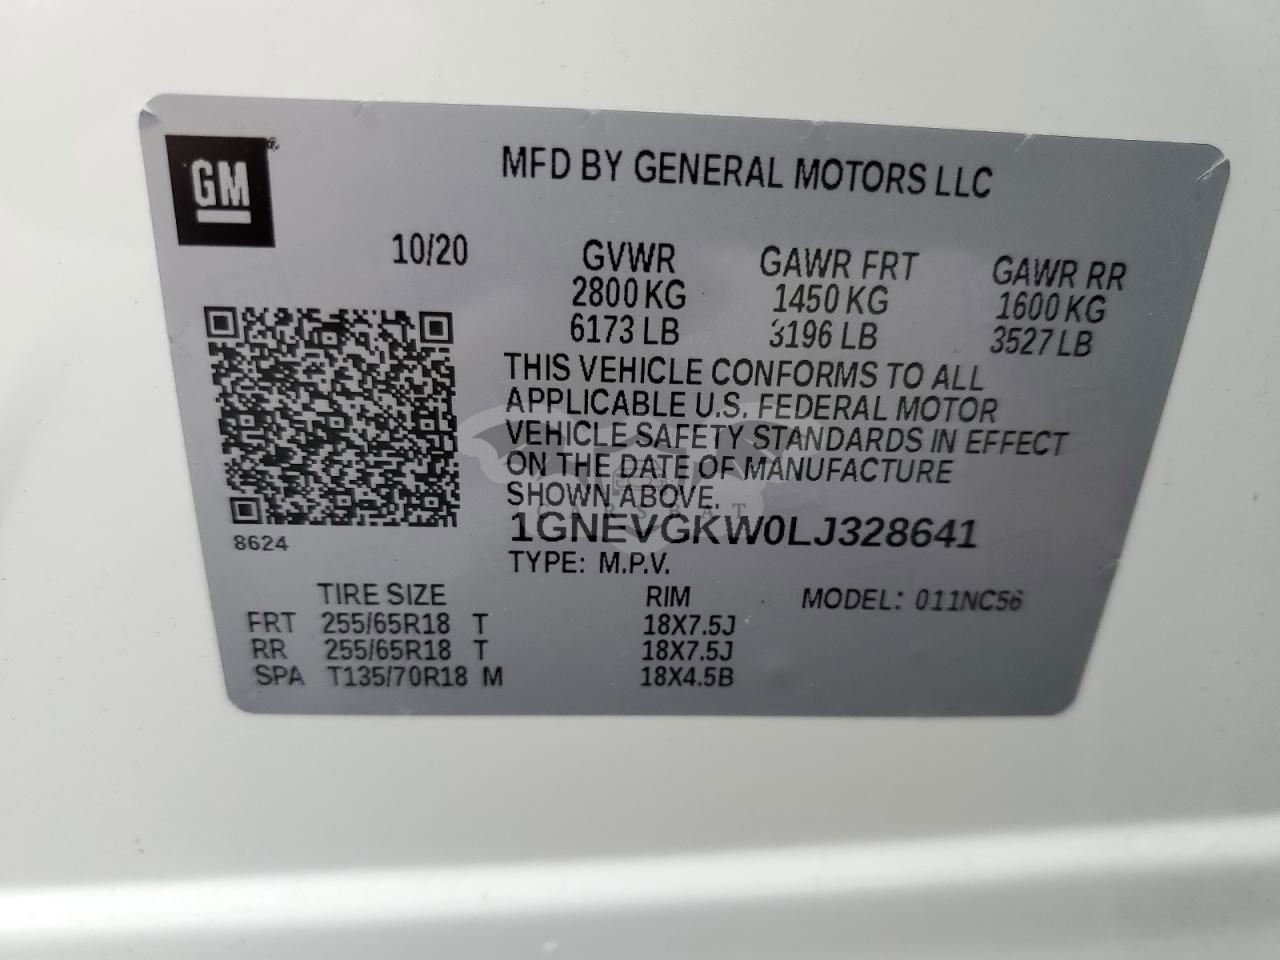 GM
MFD BY GENERAL MOTORS LLC
10/20 GVWR GAWR FRT GAWR RR
2800 KG 1450 KG 1600 KG
6173 LB 3196 LB 3527 LB
THIS VEHICLE CONFORMS TO ALL
APPLICABLE U.S. FEDERAL MOTOR
VEHICLE SAFETY STANDARDS IN EFFECT
ON THE DATE OF MANUFACTURE
SHOWN ABOVE.
1GNEVGKW0LJ328641
8624
TYPE: M.P.V.
TIRE SIZE RIM MODEL: 011NC56
FRT 255/65R18 T 18X7.5J
RR 255/65R18 T 18X7.5J
SPA T135/70R18 M 18X4.5B